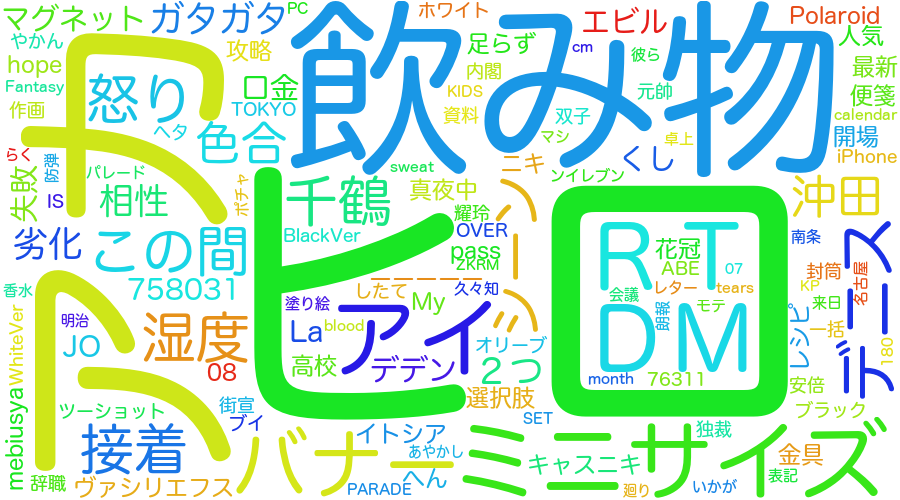 マグネット
ガタガタ
PC
飲み物
ホワイト
エビル
Polaroid
人気
やかん
hope
攻略
足らず
cm
彼ら
最新
Fantasy
怒り
口金
内閣
元帥
便箋
作画
TOKYO
KIDS
calendar
ヘタ
色合
資料
双子
マシ
卓上
開場
iPhone
らく
防弾
パレード
sweat
ニキ
くし
失敗
IS
相性
ポチャ
千鶴
真夜中
ンイレブン
沖田
劣化
この間
BlackVer
耀玲
OVER
ヒロ
RT
花冠
南条
デニース
pass
ZKRM
ABE
07
封筒
名古屋
758031
したて
久々知
レター
tears
KP
香水
WhiteVer
塗り絵
My
会議
モテ
来日
明治
湿度
La
blood
アイ
DM
朗報
レシピ
一括
180
JO
08
高校
デデン
オリーブ
2つ
month
76311
安倍
mebiusya
ツーショット
街宣
ブイ
選択肢
SET
ブラック
接着
バナー
イトシア
ミニサイズ
独裁
あやかし
キャスニキ
金具
辞職
ヴァシリエフス
PARADE
へん
廻り
いかが
表記